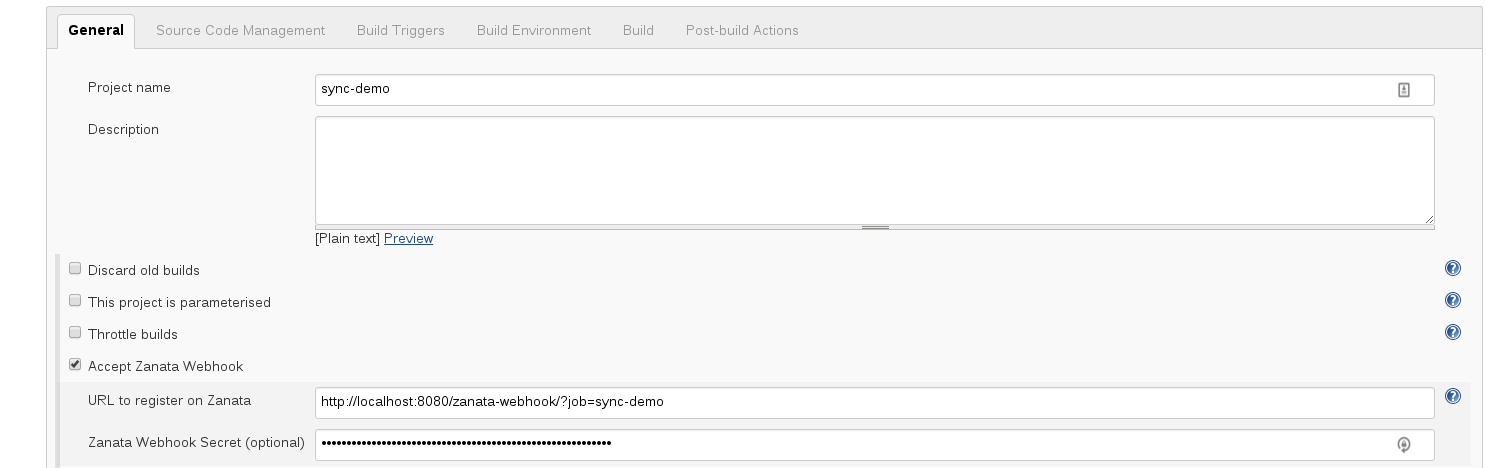 General Source Code Management Build Triggers Build Environment Build Post-build Actions
Project name sync-demo
Description
[Plain text] Preview
Discard old builds ?
This project is parameterised ?
Throttle builds ?
Accept Zanata Webhook
URL to register on Zanata http://localhost:8080/zanata-webhook/?job=sync-demo ?
Zanata Webhook Secret (optional)